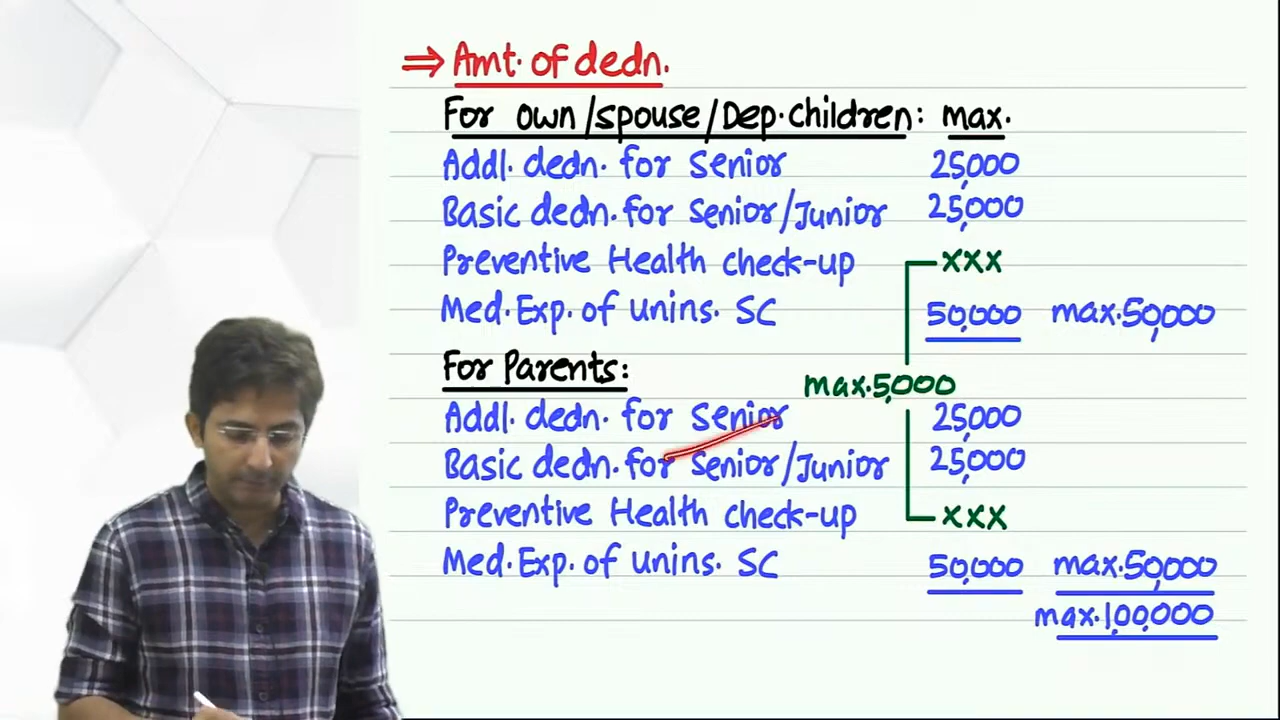 ⇒ Amt. of dedn.
For own/spouse/Dep.children: max.
Addl. dedn. for Senior 25,000
Basic dedn. for Senior/Junior 25,000
Preventive Health check-up xxx
Med. Exp. of unins. SC 50,000 max.50,000
For Parents:
max.5,000
Addl. dedn. for Senior 25,000
Basic dedn. for Senior/Junior 25,000
Preventive Health check-up xxx
Med. Exp. of unins. SC 50,000 max.50,000
max.1,00,000